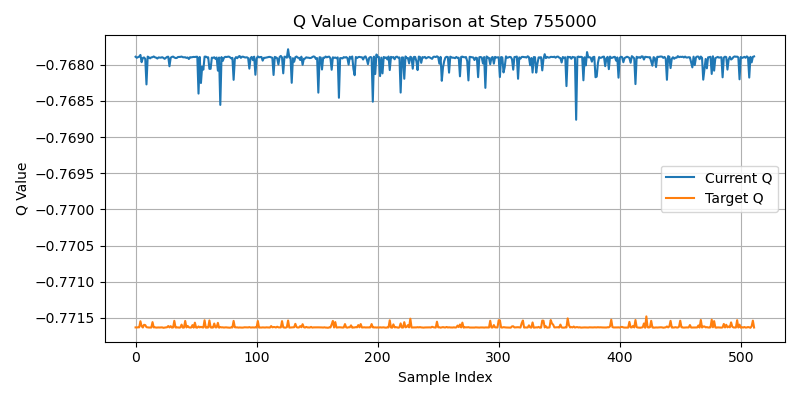 Q Value Comparison at Step 755000
Q Value
−0.7680
−0.7685
−0.7690
−0.7695
−0.7700
−0.7705
−0.7710
−0.7715
Current Q
Target Q
0 100 200 300 400 500
Sample Index